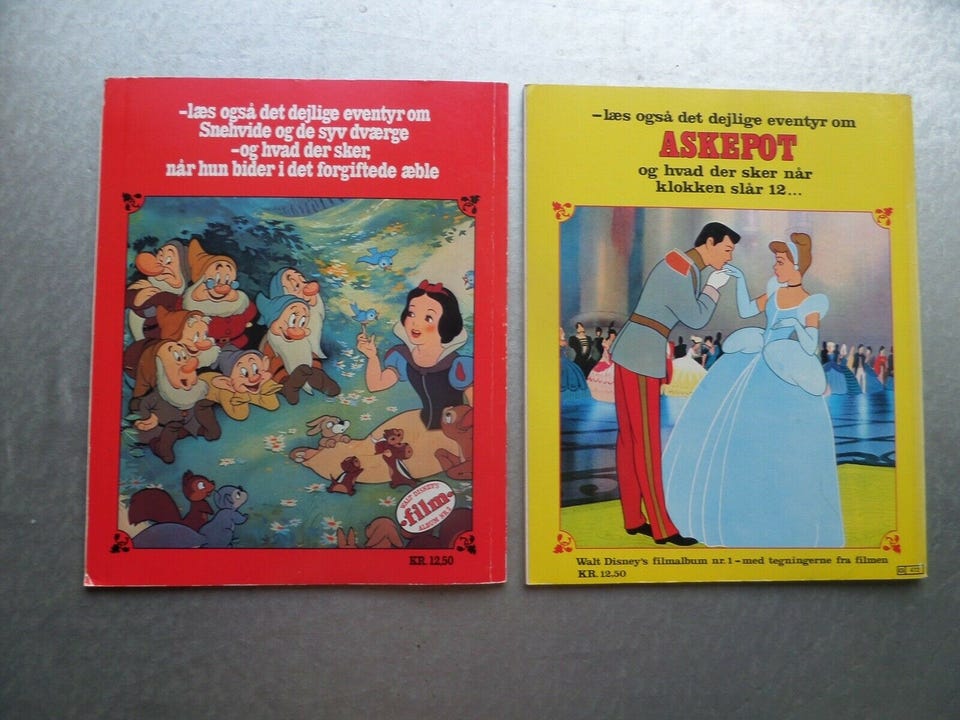 -læs også det dejlige eventyr om
Snehvide og de syv dværge
-og hvad der sker,
når hun bider i det forgiftede æble
WALT DISNEY'S
film
ALBUM NR.
KR. 12,50
-læs også det dejlige eventyr om
ASKEPOT
og hvad der sker når
klokken slår 12...
Walt Disney's filmalbum nr. 1 - med tegningerne fra filmen
KR. 12.50